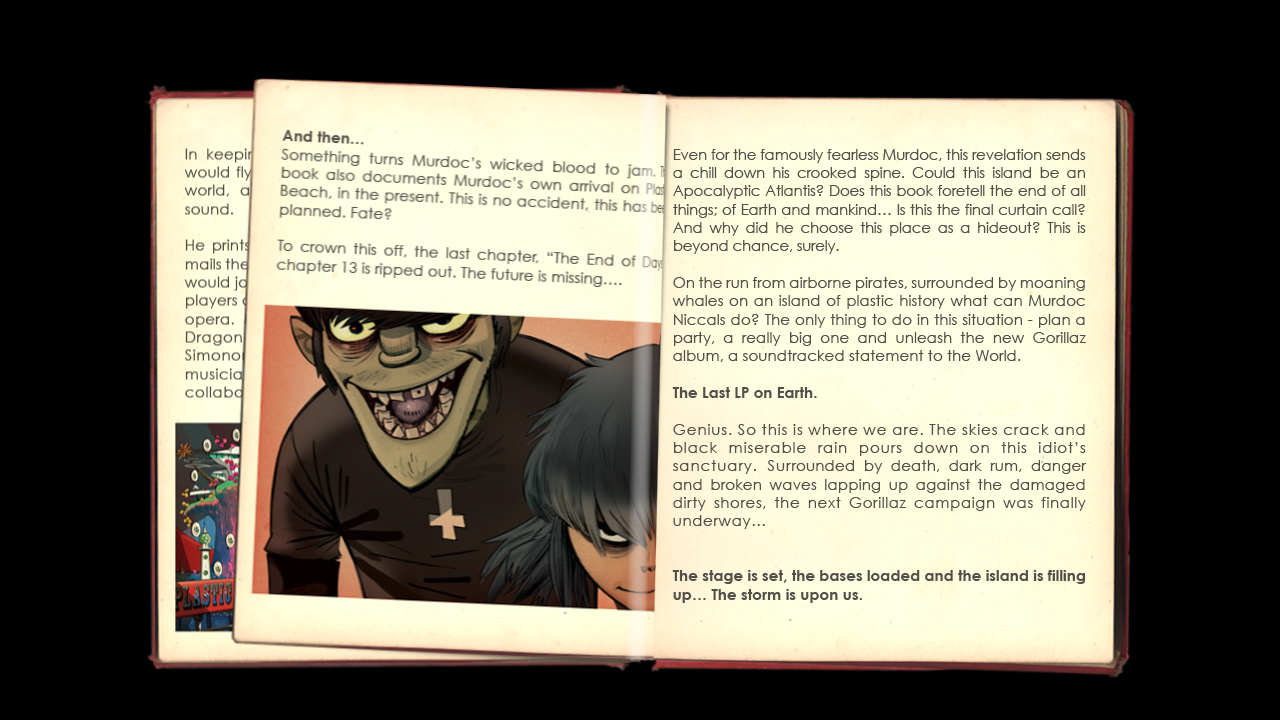 In keepin
would fly
world, a
sound.
He prints
mails the
would jo
players
opera.
Dragon
Simono
musicia
collabo
PLASTIC
And then…
Something turns Murdoc’s wicked blood to jam.
book also documents Murdoc’s own arrival on Plas
Beach, in the present. This is no accident, this has bee
planned. Fate?
To crown this off, the last chapter, “The End of Day
chapter 13 is ripped out. The future is missing….
Even for the famously fearless Murdoc, this revelation sends
a chill down his crooked spine. Could this island be an
Apocalyptic Atlantis? Does this book foretell the end of all
things; of Earth and mankind… Is this the final curtain call?
And why did he choose this place as a hideout? This is
beyond chance, surely.
On the run from airborne pirates, surrounded by moaning
whales on an island of plastic history what can Murdoc
Niccals do? The only thing to do in this situation - plan a
party, a really big one and unleash the new Gorillaz
album, a soundtracked statement to the World.
The Last LP on Earth.
Genius. So this is where we are. The skies crack and
black miserable rain pours down on this idiot’s
sanctuary. Surrounded by death, dark rum, danger
and broken waves lapping up against the damaged
dirty shores, the next Gorillaz campaign was finally
underway…
The stage is set, the bases loaded and the island is filling
up… The storm is upon us.